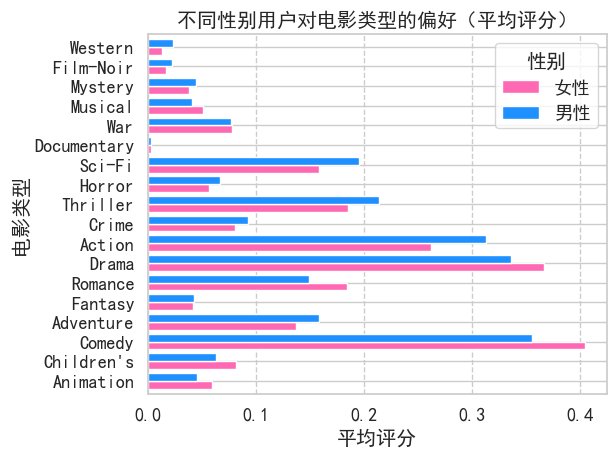 不同性别用户对电影类型的偏好（平均评分）
Western
Film-Noir
Mystery
Musical
War
Documentary
Sci-Fi
Horror
Thriller
Crime
Action
Drama
Romance
Fantasy
Adventure
Comedy
Children's
Animation
电影类型
性别
女性
男性
0.0 0.1 0.2 0.3 0.4
平均评分